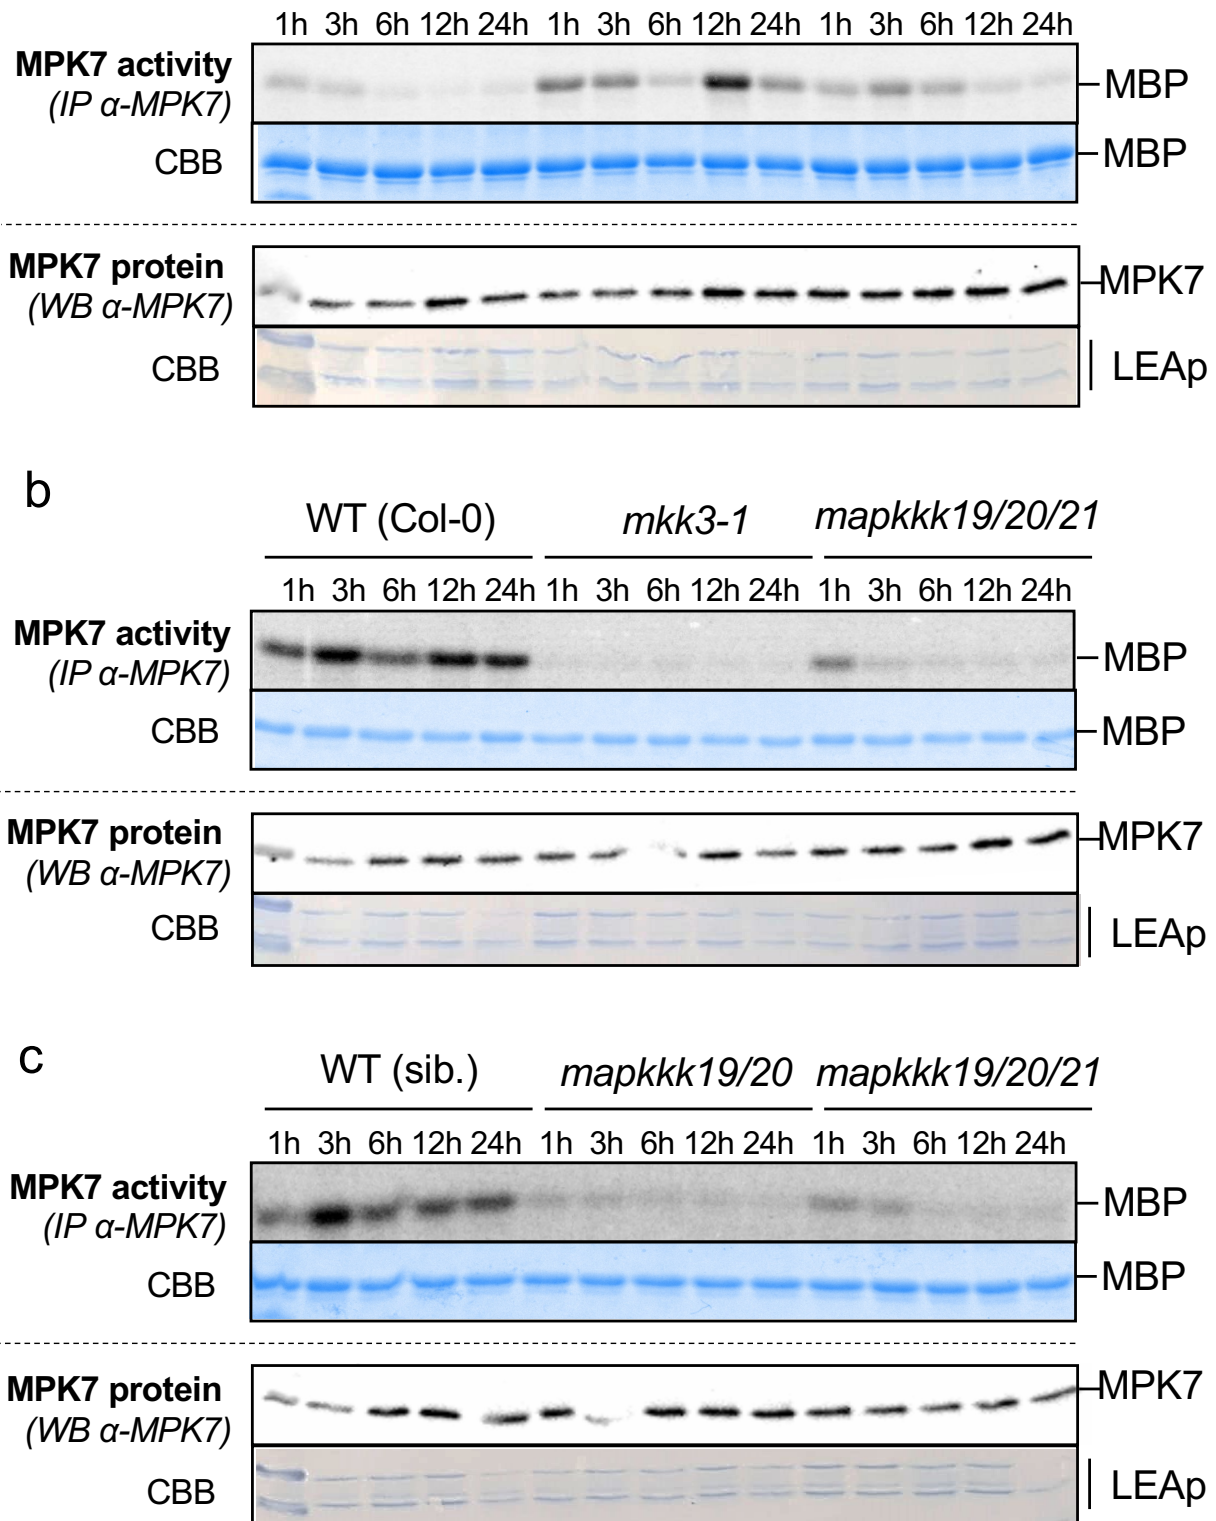 1h 3h 6h 12h 24h 1h 3h 6h 12h 24h 1h 3h 6h 12h 24h
MPK7 activity
(IP α-MPK7)
MBP
CBB
MBP
MPK7 protein
(WB α-MPK7)
MPK7
CBB
LEAp
b
WT (Col-0) mkk3-1 mapkkk19/20/21
1h 3h 6h 12h 24h 1h 3h 6h 12h 24h 1h 3h 6h 12h 24h
MPK7 activity
(IP α-MPK7)
MBP
CBB
MBP
MPK7 protein
(WB α-MPK7)
MPK7
CBB
LEAp
c
WT (sib.) mapkkk19/20 mapkkk19/20/21
1h 3h 6h 12h 24h 1h 3h 6h 12h 24h 1h 3h 6h 12h 24h
MPK7 activity
(IP α-MPK7)
MBP
CBB
MBP
MPK7 protein
(WB α-MPK7)
MPK7
CBB
LEAp